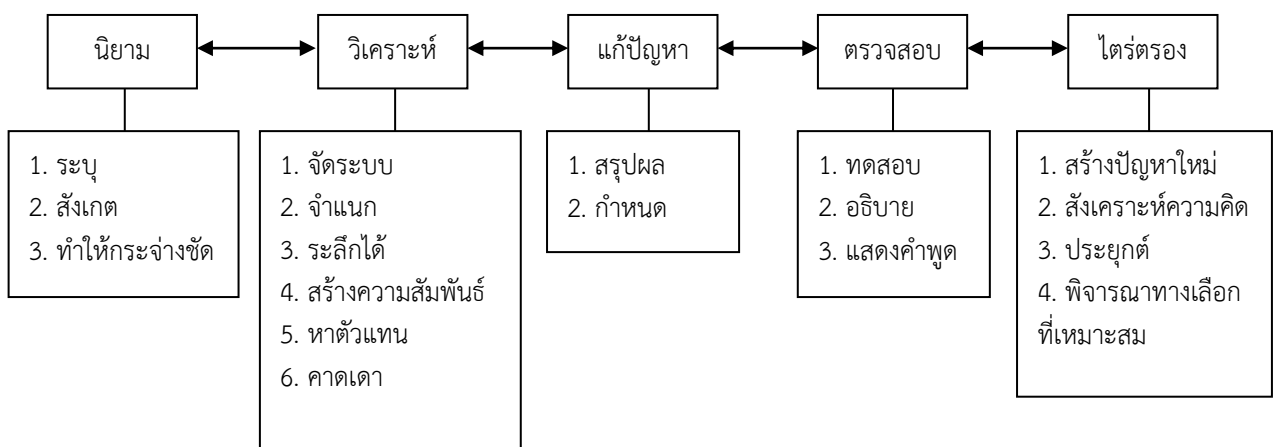 นิยาม
วิเคราะห์
แก้ปัญหา
ตรวจสอบ
ไตร่ตรอง
1. ระบุ
2. สังเกต
3. ทำให้กระจ่างชัด
1. จัดระบบ
2. จำแนก
3. ระลึกได้
4. สร้างความสัมพันธ์
5. หาตัวแทน
6. คาดเดา
1. สรุปผล
2. กำหนด
1. ทดสอบ
2. อธิบาย
3. แสดงคำพูด
1. สร้างปัญหาใหม่
2. สังเคราะห์ความคิด
3. ประยุกต์
4. พิจารณาทางเลือก
ที่เหมาะสม